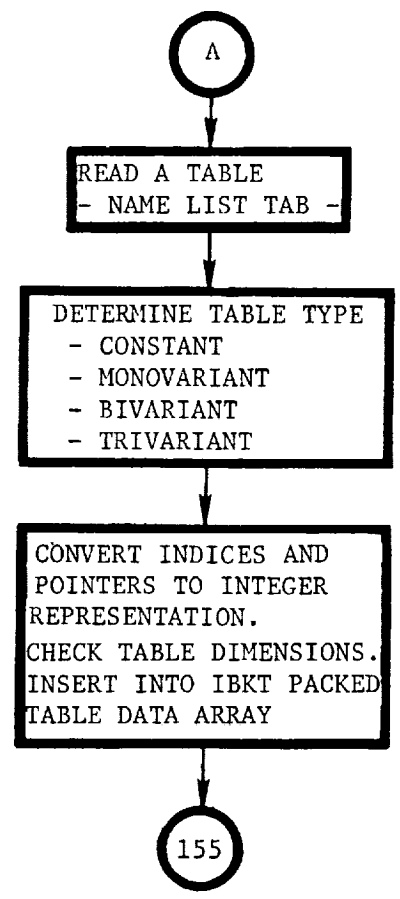 A
READ A TABLE
- NAME LIST TAB -
DETERMINE TABLE TYPE
- CONSTANT
- MONOVARIANT
- BIVARIANT
- TRIVARIANT
CONVERT INDICES AND
POINTERS TO INTEGER
REPRESENTATION.
CHECK TABLE DIMENSIONS.
INSERT INTO IBKT PACKED
TABLE DATA ARRAY
155